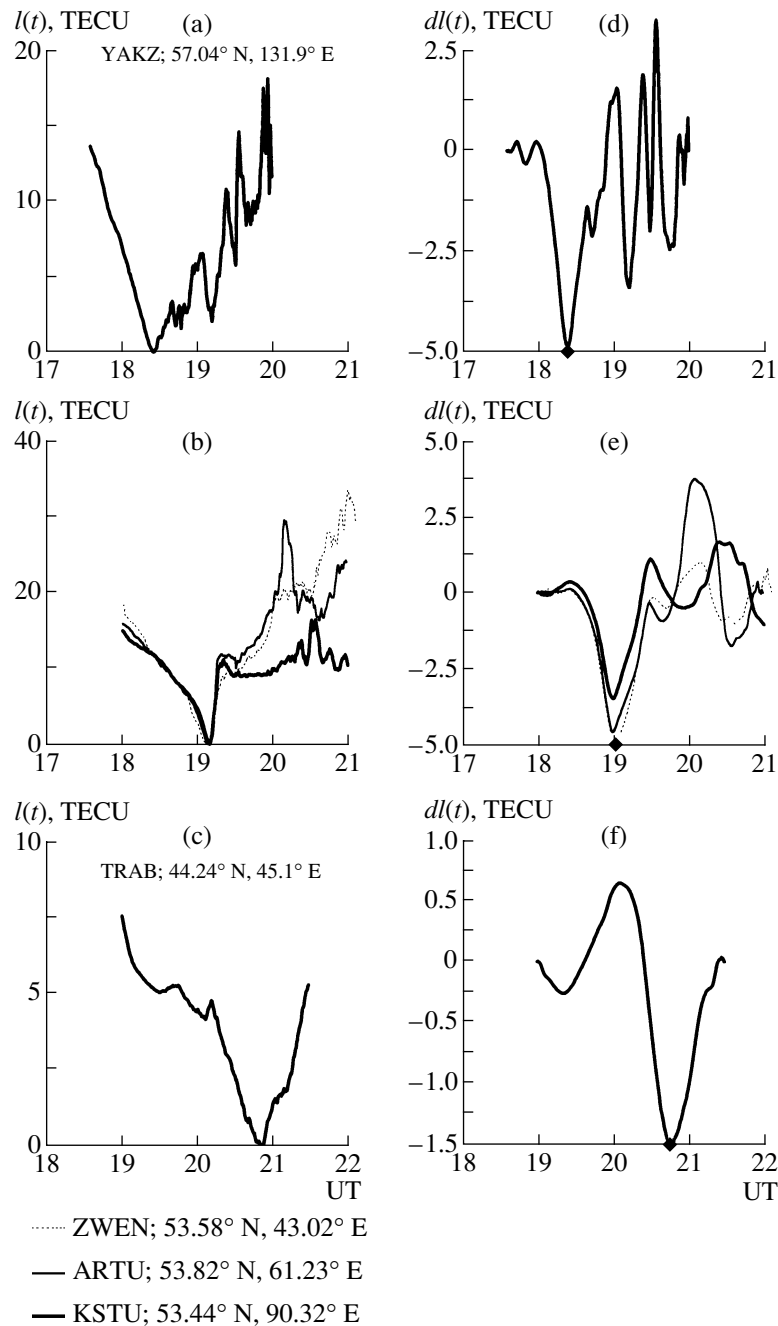 l(t), TECU
dl(t), TECU
(a)
(d)
YAKZ; 57.04° N, 131.9° E
20
10
0
17 18 19 20 21
2.5
0
−2.5
−5.0
17 18 19 20 21
l(t), TECU
dl(t), TECU
(b)
(e)
40
20
0
17 18 19 20 21
5.0
2.5
0
−2.5
−5.0
17 18 19 20 21
l(t), TECU
dl(t), TECU
(c)
(f)
TRAB; 44.24° N, 45.1° E
10
5
0
18 19 20 21 22
UT
1.0
0.5
0
−0.5
−1.0
−1.5
18 19 20 21 22
UT
ZWEN; 53.58° N, 43.02° E
ARTU; 53.82° N, 61.23° E
KSTU; 53.44° N, 90.32° E